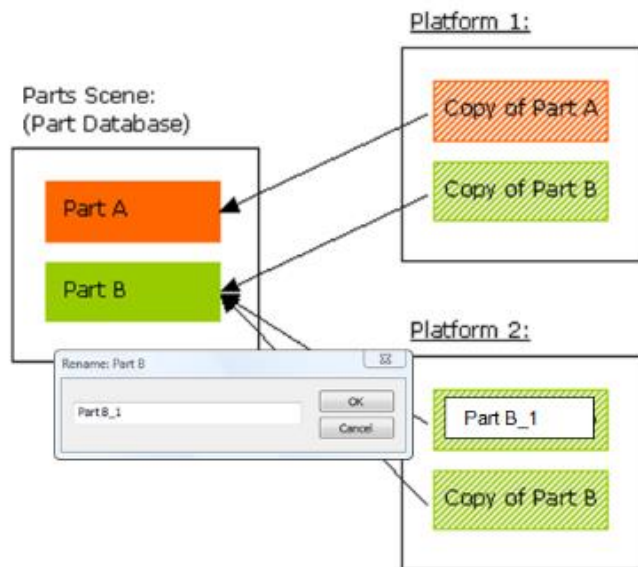 Platform 1:
Parts Scene:
(Part Database)
Copy of Part A
Part A
Copy of Part B
Part B
Platform 2:
Rename: Part B
Part B_1
OK
Cancel
Part B_1
Copy of Part B